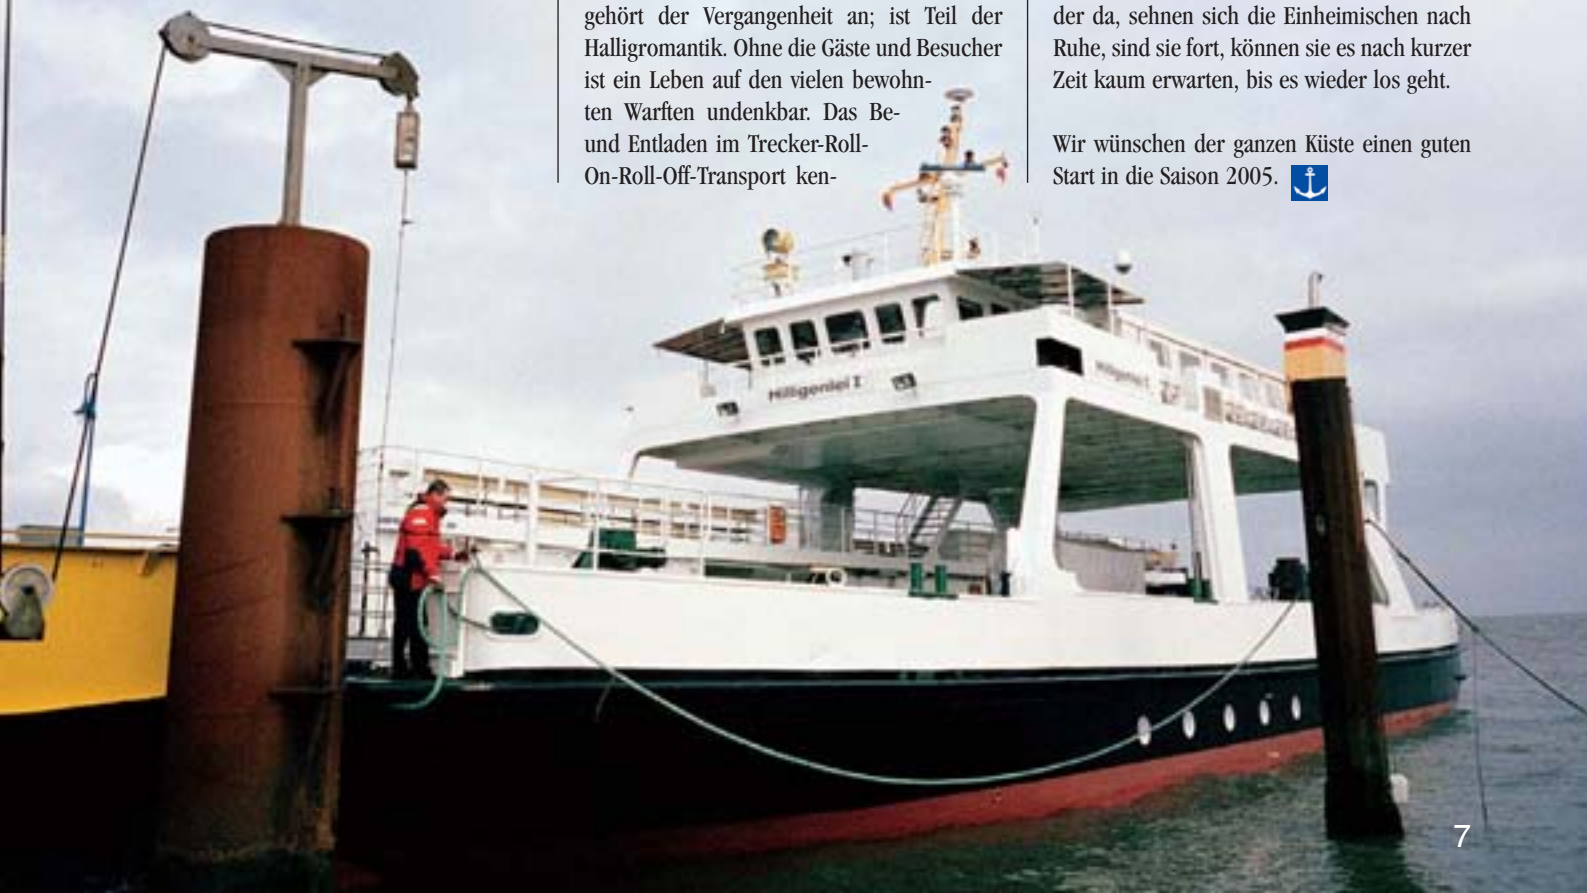 gehört der Vergangenheit an; ist Teil der
Halligromantik. Ohne die Gäste und Besucher
ist ein Leben auf den vielen bewohn-
ten Warften undenkbar. Das Be-
und Entladen im Trecker-Roll-
On-Roll-Off-Transport ken-
der da, sehnen sich die Einheimischen nach
Ruhe, sind sie fort, können sie es nach kurzer
Zeit kaum erwarten, bis es wieder los geht.
Wir wünschen der ganzen Küste einen guten
Start in die Saison 2005.
Hilligenlei I
Hilligenlei I
7